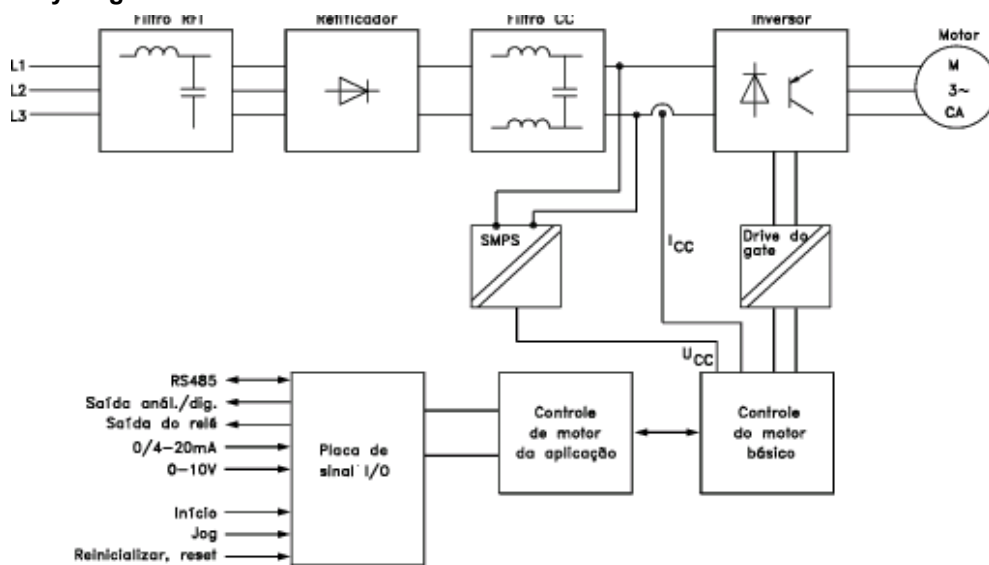 Filtro RFI
Retificador
Filtro CC
Inversor
Motor
L1
L2
L3
M
3~
CA
SMPS
Drive do
gate
ICC
UCC
RS485
Saída anál./dig.
Saída do relé
0/4-20mA
0-10V
Início
Jog
Reinicializar, reset
Placa de
sinal I/O
Controle
de motor
da aplicação
Controle
do motor
básico